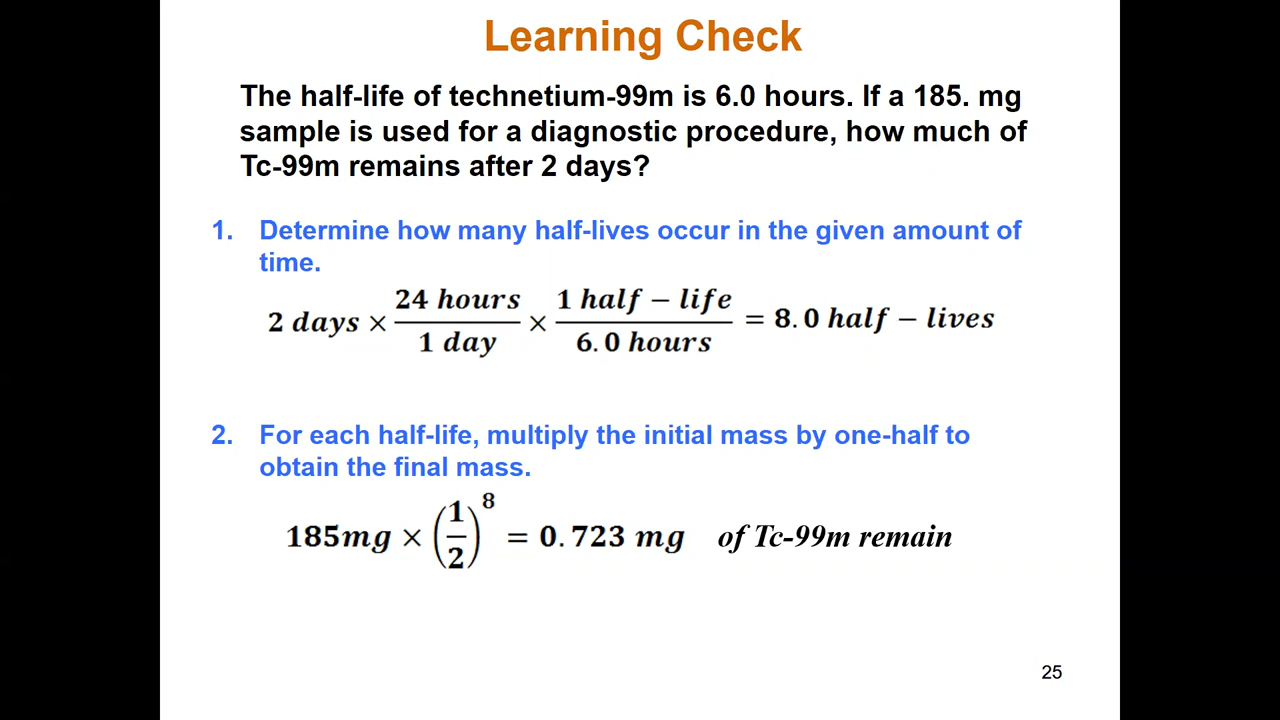 Learning Check
The half-life of technetium-99m is 6.0 hours. If a 185. mg
sample is used for a diagnostic procedure, how much of
Tc-99m remains after 2 days?
1. Determine how many half-lives occur in the given amount of
time.
2 days × 24 hours / 1 day × 1 half − life / 6.0 hours = 8.0 half − lives
2. For each half-life, multiply the initial mass by one-half to
obtain the final mass.
185mg × (1/2)^8 = 0.723 mg of Tc-99m remain
25